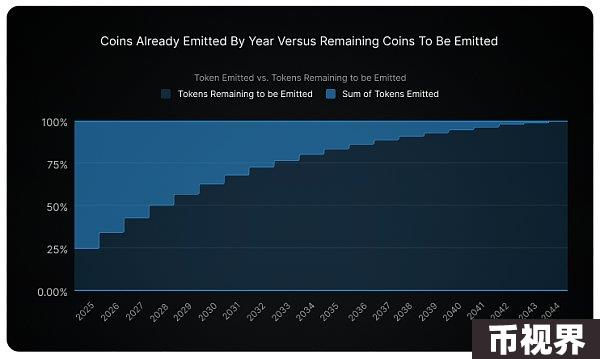 Coins Already Emitted By Year Versus Remaining Coins To Be Emitted
Token Emitted vs. Tokens Remaining to be Emitted
Tokens Remaining to be Emitted Sum of Tokens Emitted
100%
75%
50%
25%
0.00%
2025 2026 2027 2028 2029 2030 2031 2032 2033 2034 2035 2036 2037 2038 2039 2040 2041 2042 2043 2044
币视界